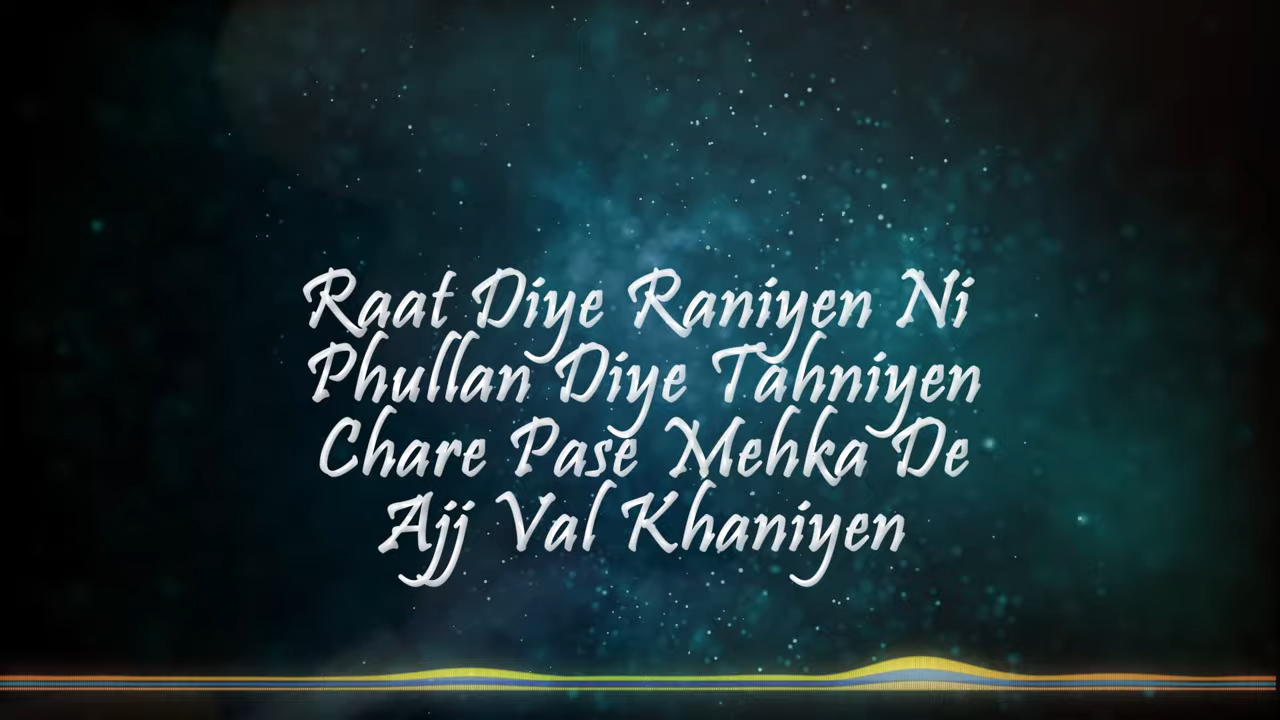 Raat Diye Raniyen Ni
Phullan Diye Tahniyen
Chare Pase Mehka De
Ajj Val Khaniyen